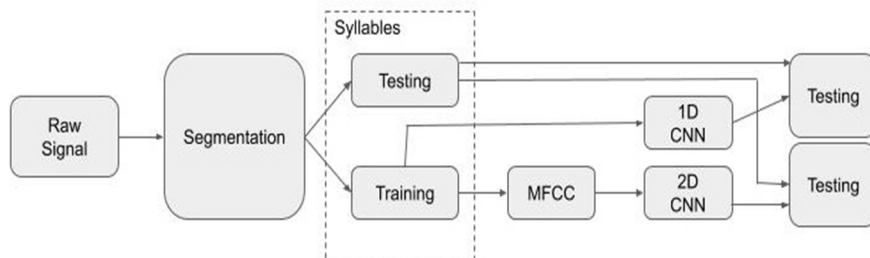 Syllables
Raw
Signal
Segmentation
Testing
Training
MFCC
1D
CNN
2D
CNN
Testing
Testing